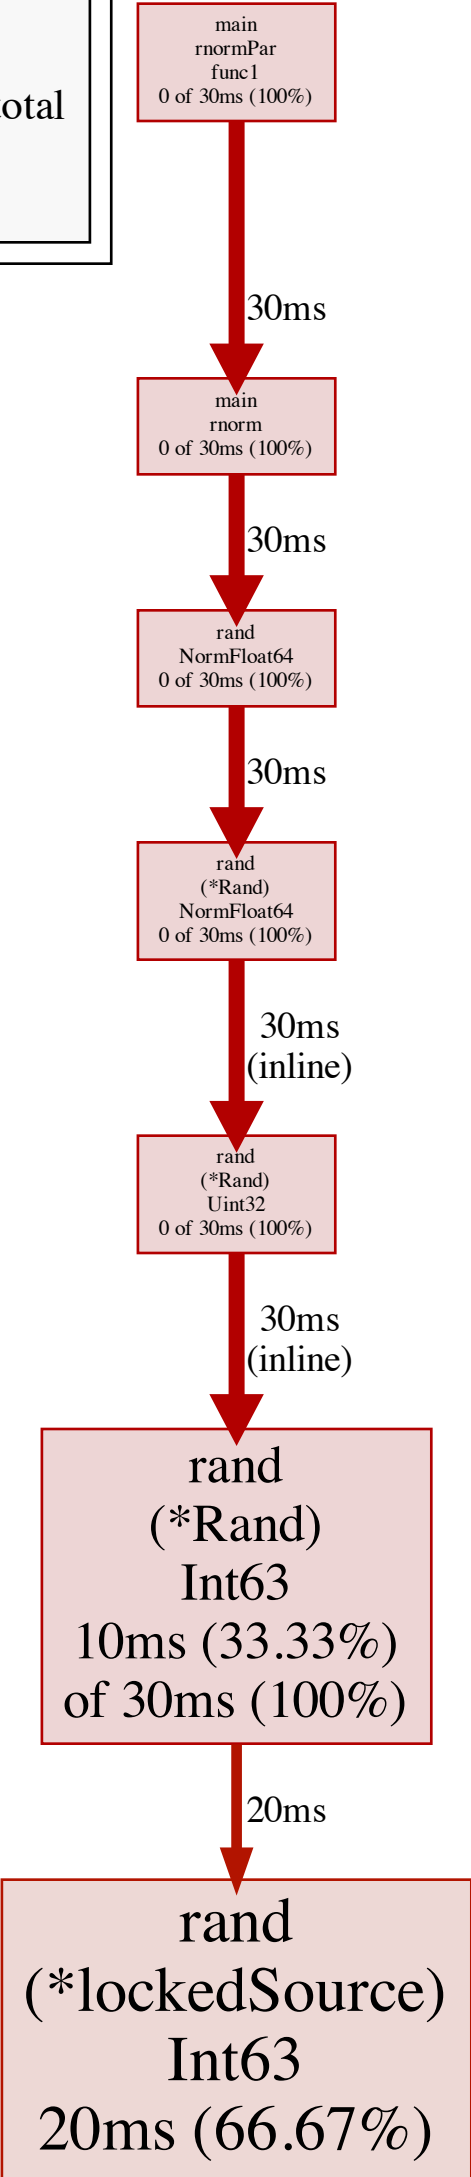 main
rnormPar
func1
0 of 30ms (100%)
total
30ms
main
rnorm
0 of 30ms (100%)
30ms
rand
NormFloat64
0 of 30ms (100%)
30ms
rand
(*Rand)
NormFloat64
0 of 30ms (100%)
30ms
(inline)
rand
(*Rand)
Uint32
0 of 30ms (100%)
30ms
(inline)
rand
(*Rand)
Int63
10ms (33.33%)
of 30ms (100%)
20ms
rand
(*lockedSource)
Int63
20ms (66.67%)